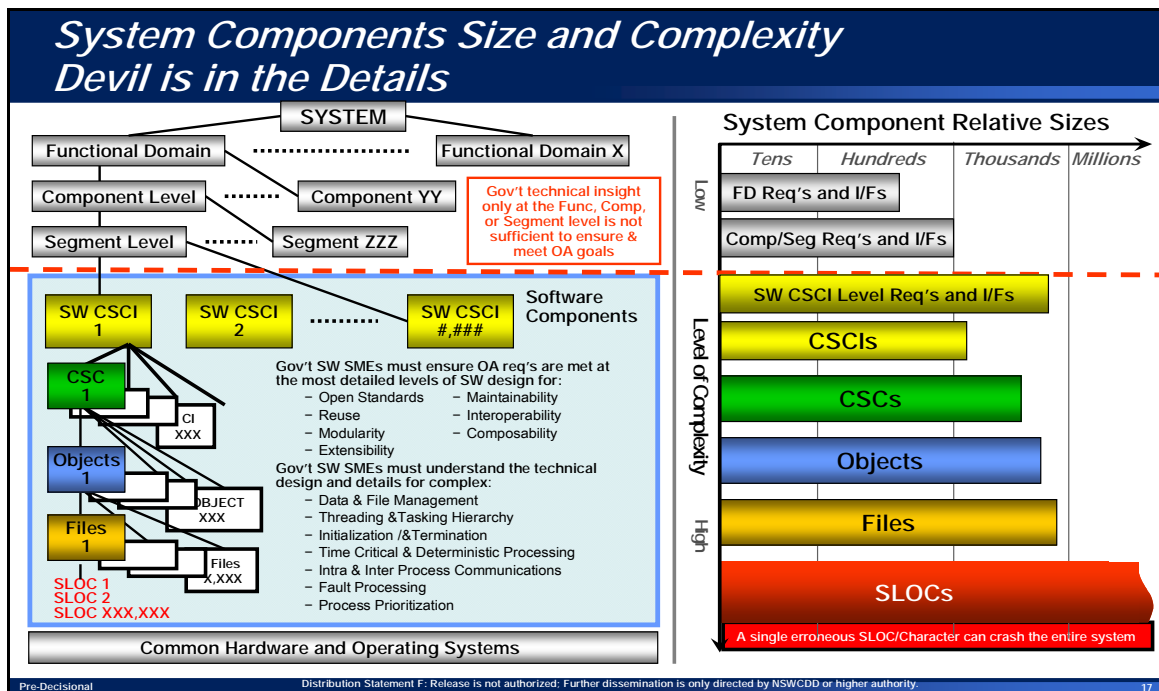 System Components Size and Complexity
Devil is in the Details
SYSTEM
Functional Domain
Functional Domain X
Component Level
Component YY
Segment Level
Segment ZZZ
Gov't technical insight
only at the Func, Comp,
or Segment level is not
sufficient to ensure &
meet OA goals
SW CSCI
1
SW CSCI
2
SW CSCI
#,###
Software
Components
CSC
1
CI
XXX
Objects
1
OBJECT
XXX
Files
1
Files
X,XXX
SLOC 1
SLOC 2
SLOC XXX,XXX
Gov't SW SMEs must ensure OA req's are met at
the most detailed levels of SW design for:
– Open Standards
– Reuse
– Modularity
– Extensibility
– Maintainability
– Interoperability
– Composability
Gov't SW SMEs must understand the technical
design and details for complex:
– Data & File Management
– Threading &Tasking Hierarchy
– Initialization /&Termination
– Time Critical & Deterministic Processing
– Intra & Inter Process Communications
– Fault Processing
– Process Prioritization
Common Hardware and Operating Systems
System Component Relative Sizes
Tens
Hundreds
Thousands
Millions
Low
Level of Complexity
High
FD Req's and I/Fs
Comp/Seg Req's and I/Fs
SW CSCI Level Req's and I/Fs
CSCIs
CSCs
Objects
Files
SLOCs
A single erroneous SLOC/Character can crash the entire system
Pre-Decisional
Distribution Statement F: Release is not authorized; Further dissemination is only directed by NSWCDD or higher authority.
17